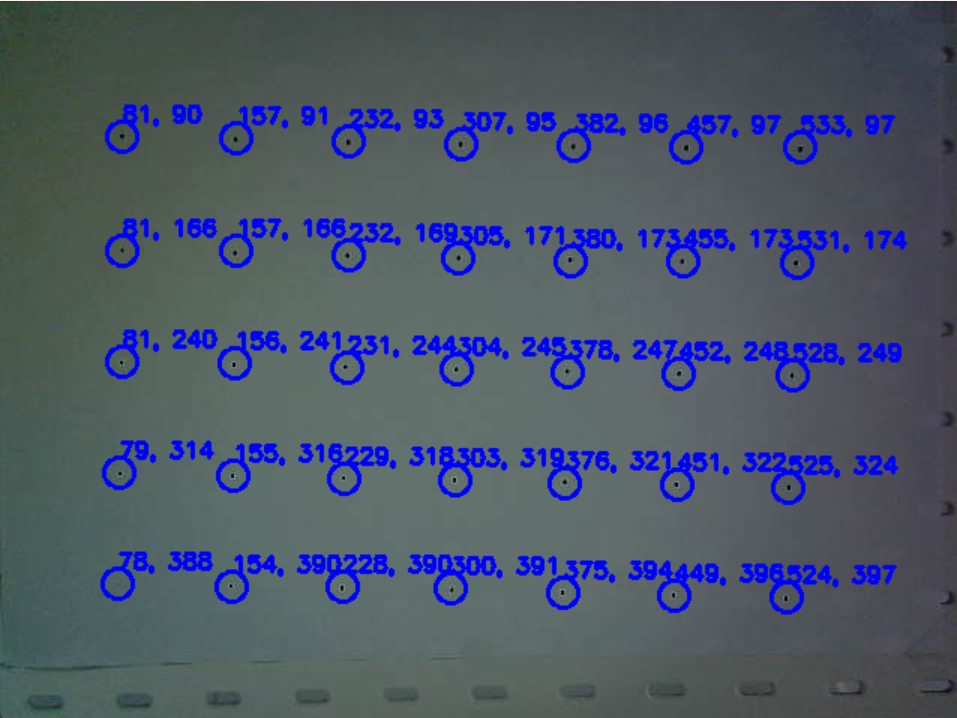 81, 90 157, 91 232, 93 307, 95 382, 96 457, 97 533, 97
81, 166 157, 166 232, 169 305, 171 380, 173 455, 173 531, 174
81, 240 156, 241 231, 244 304, 245 378, 247 452, 248 528, 249
79, 314 155, 316 229, 318 303, 319 376, 321 451, 322 525, 324
78, 388 154, 390 228, 390 300, 391 375, 394 449, 396 524, 397